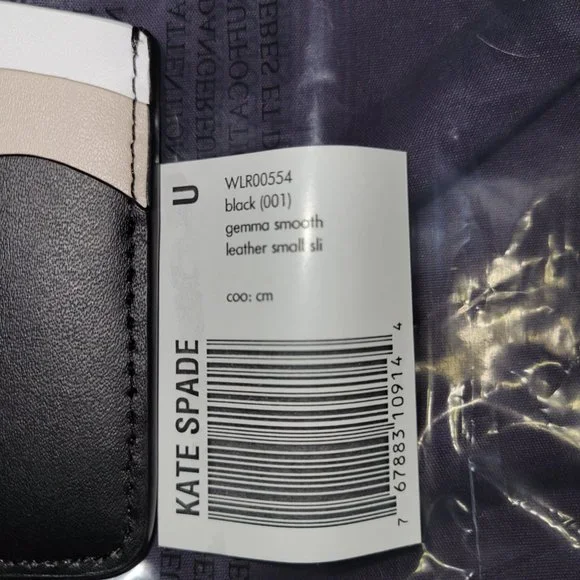 WLR00554
black (001)
gemma smooth
leather small sli
coo: cm
U
KATE SPADE
7 67883 10914 4